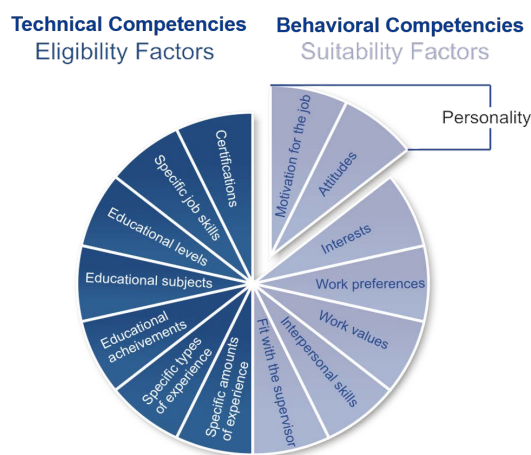 Technical Competencies
Eligibility Factors
Behavioral Competencies
Suitability Factors
Personality
Motivation for the job
Attitudes
Interests
Work preferences
Work values
Interpersonal skills
Fit with the supervisor
Specific amounts
of experience
Specific types
of experience
Educational
acheivements
Educational subjects
Educational levels
Specific job skills
Certifications